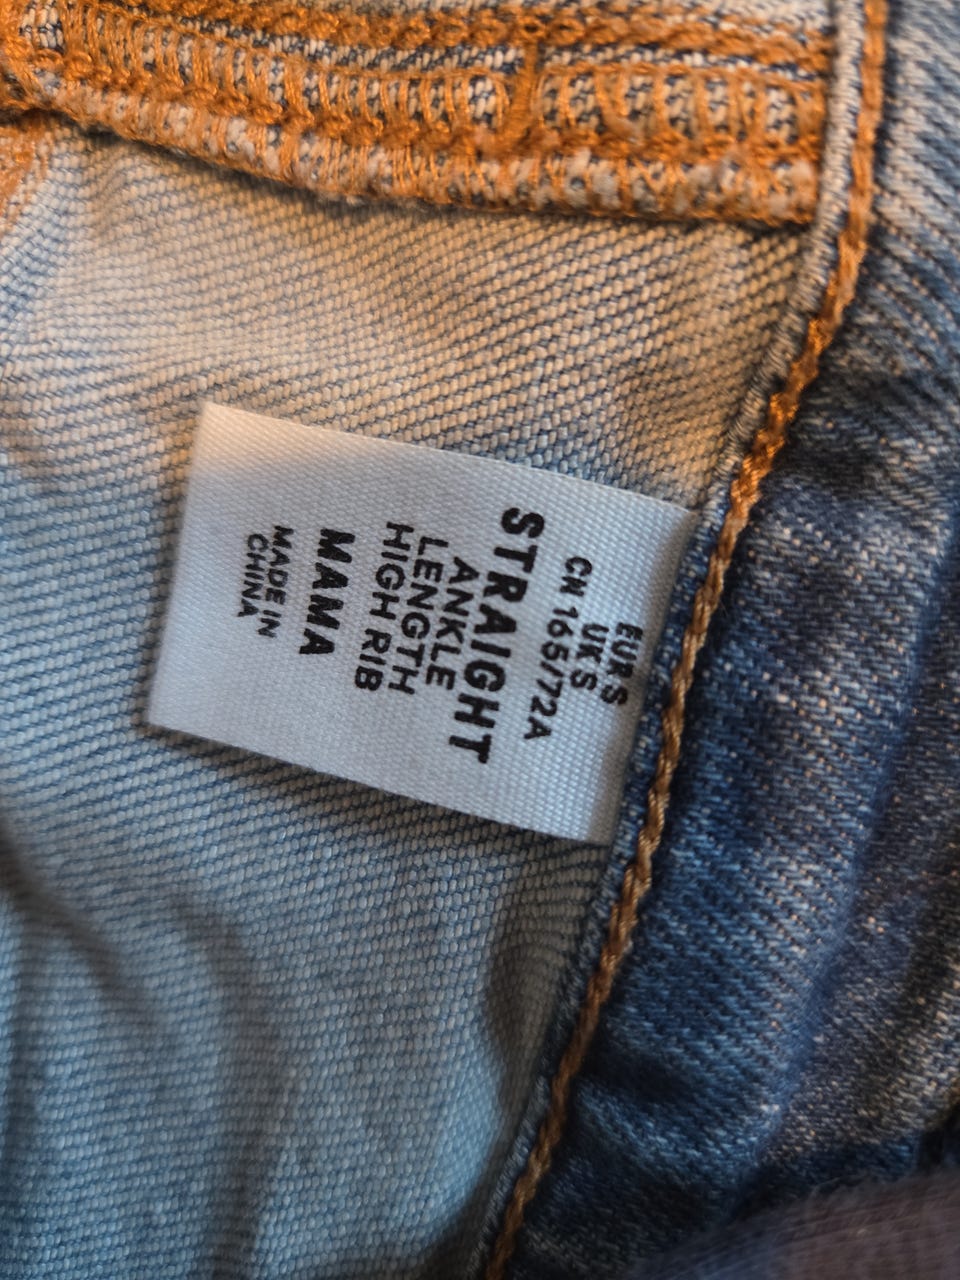 EUR S
UK S
CN 165/72A
STRAIGHT
ANKLE
LENGTH
HIGH RIB
MAMA
MADE IN
CHINA